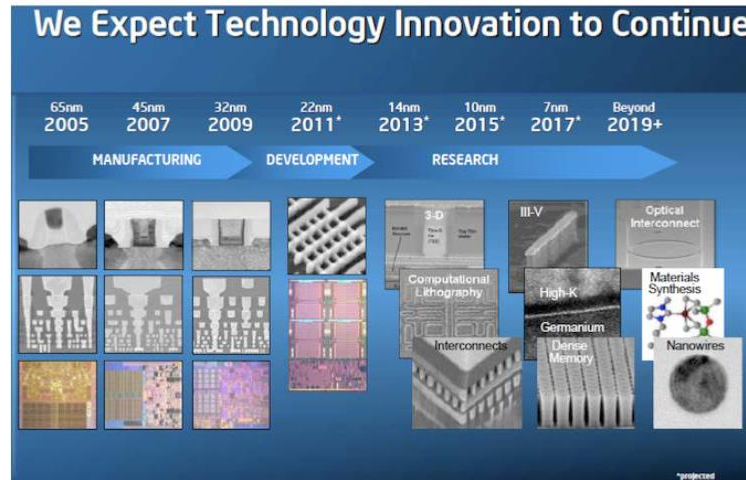 We Expect Technology Innovation to Continue
65nm 45nm 32nm 22nm 14nm 10nm 7nm Beyond
2005 2007 2009 2011* 2013* 2015* 2017* 2019+
MANUFACTURING DEVELOPMENT RESEARCH
3-D III-V Optical
Interconnect
Computational
Lithography
High-K
Germanium
Materials
Synthesis
Interconnects Dense
Memory
Nanowires
*projected